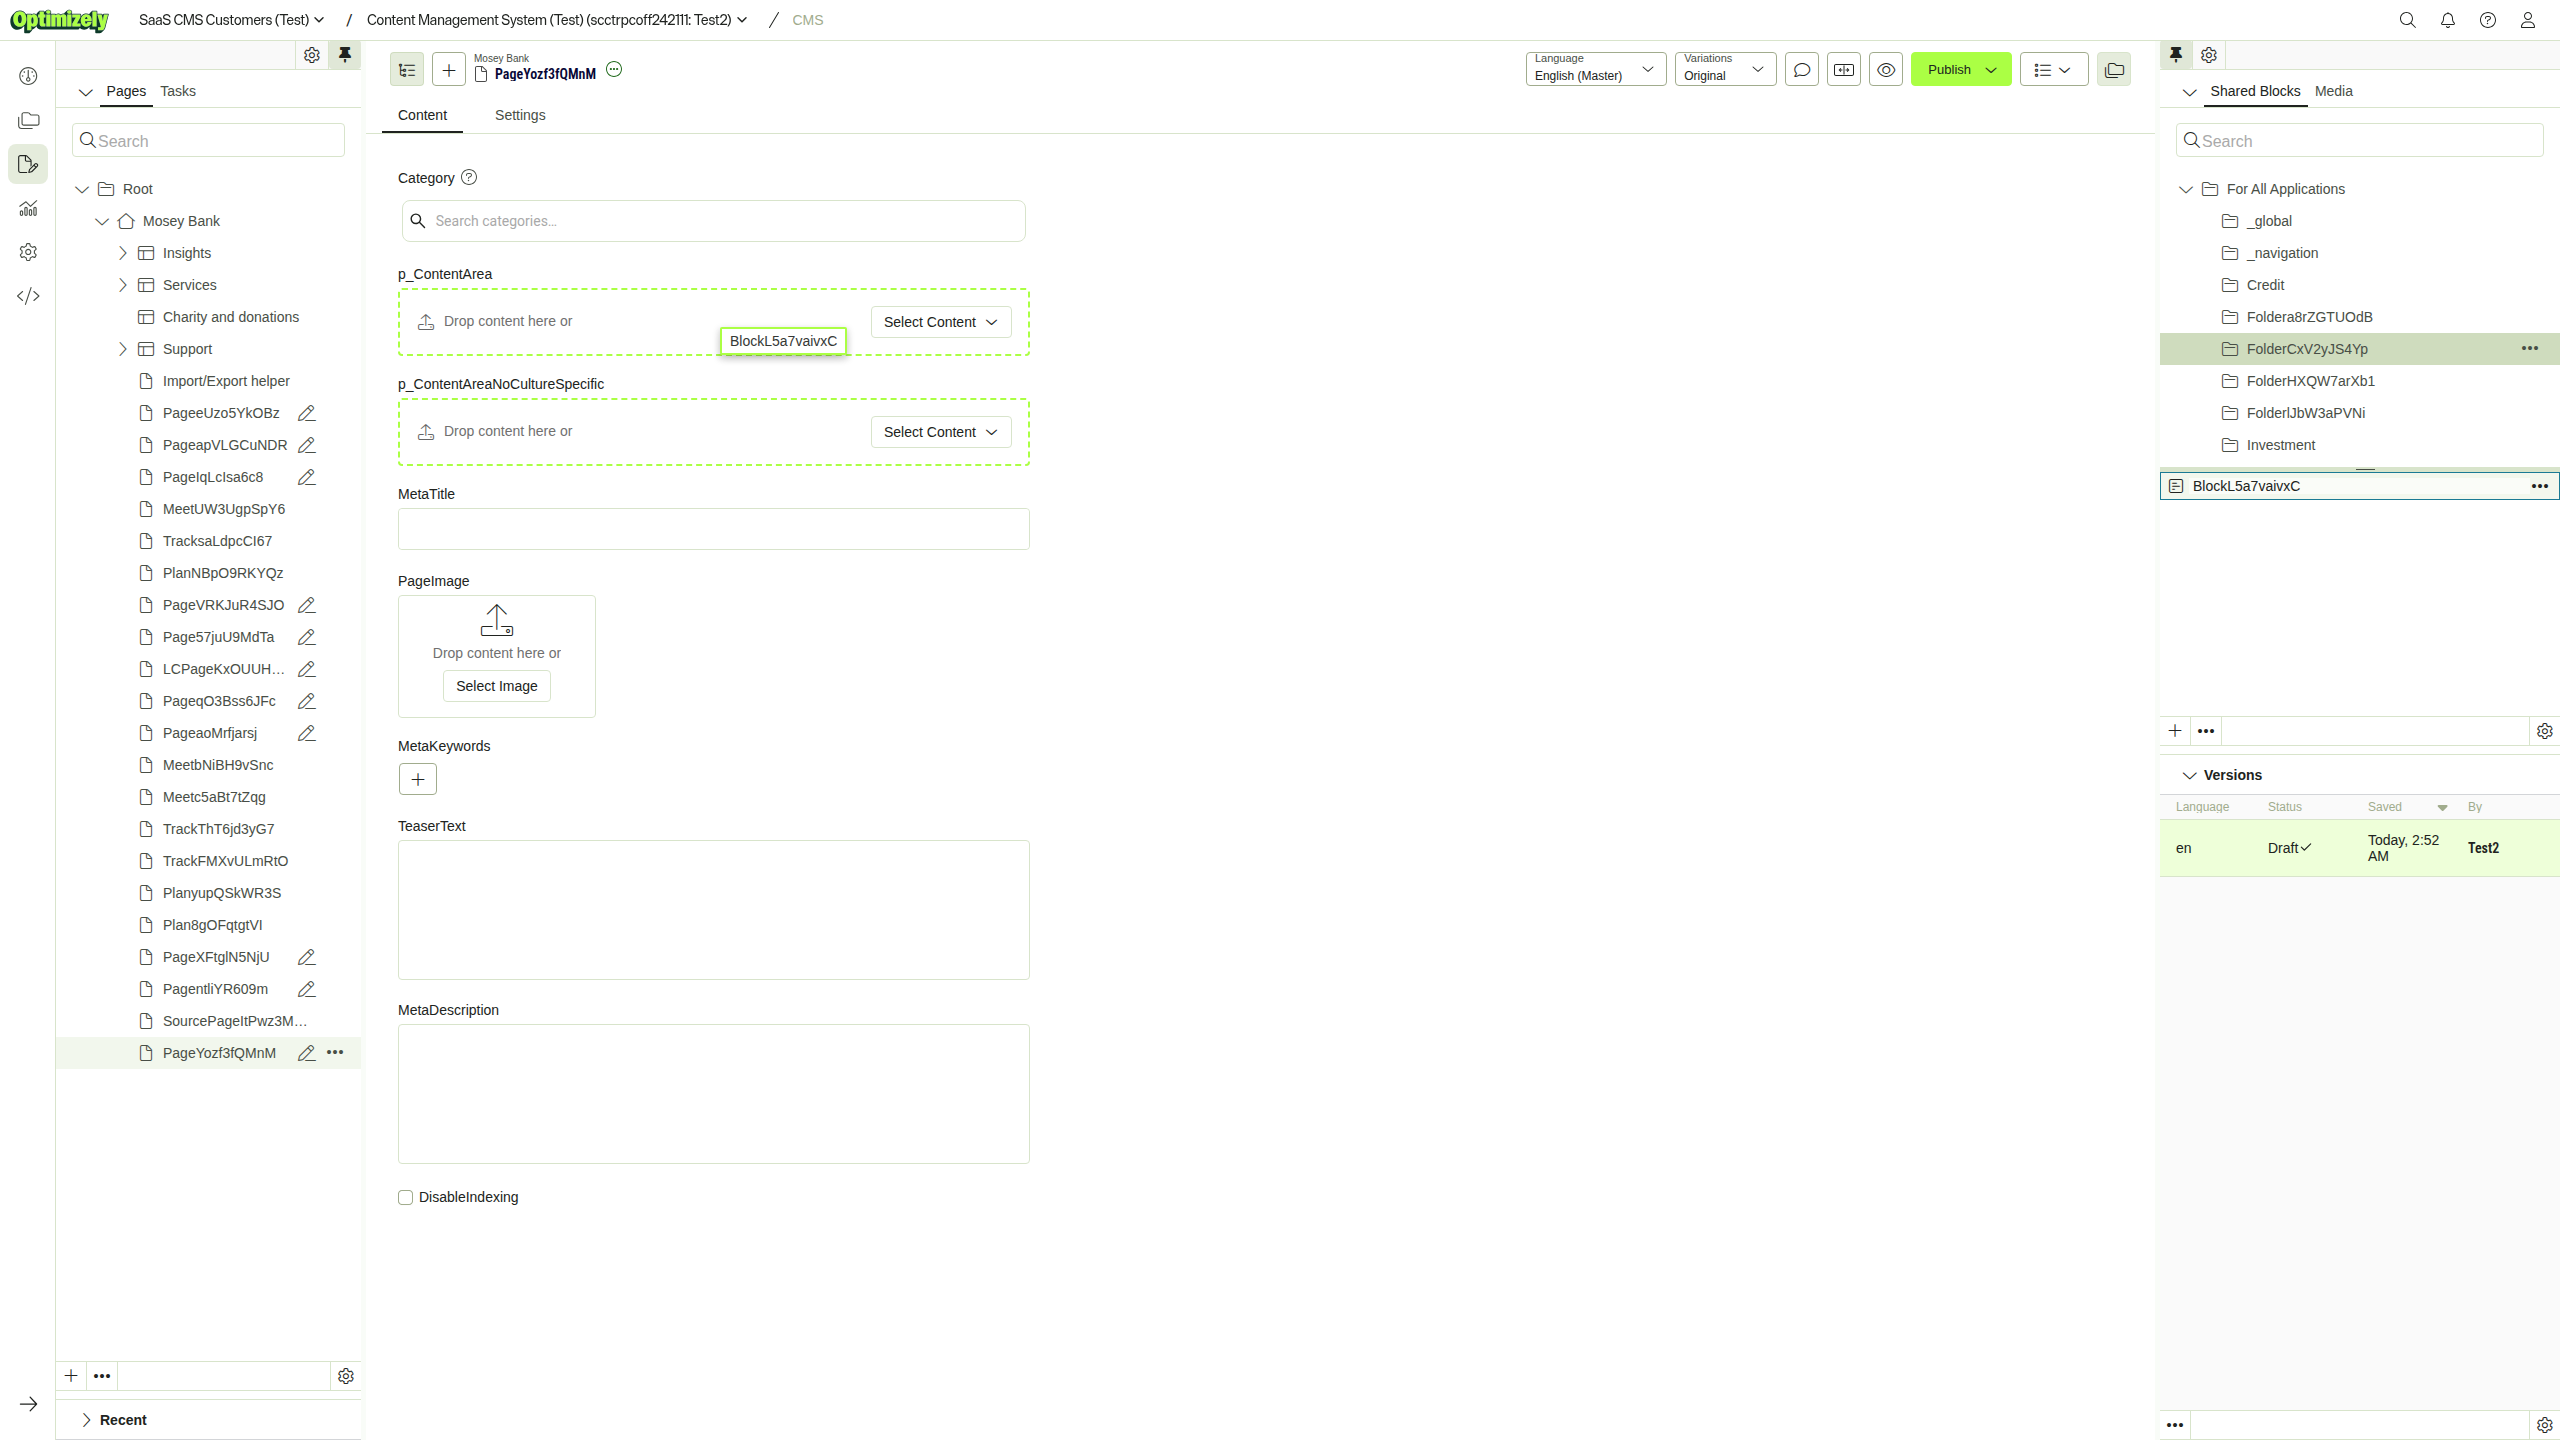 Optimizely
SaaS CMS Customers (Test) / Content Management System (Test) (scctrpcoff242111: Test2) / CMS
Pages Tasks
Search
Root
Mosey Bank
Insights
Services
Charity and donations
Support
Import/Export helper
PageeUzo5YkOBz
PageapVLGCuNDR
PageIqLcIsa6c8
MeetUW3UgpSpY6
TracksaLdpcCI67
PlanNBpO9RKYQz
PageVRKJuR4SJO
Page57juU9MdTa
LCPageKxOUUH...
PageqO3Bss6JFc
PageaoMrfjarsj
MeetbNiBH9vSnc
Meetc5aBt7tZqg
TrackThT6jd3yG7
TrackFMXvULmRtO
PlanyupQSkWR3S
Plan8gOFqtgtVI
PageXFtglN5NjU
PagentliYR609m
SourcePageItPwz3M...
PageYozf3fQMnM
Recent
Mosey Bank
PageYozf3fQMnM
Language
English (Master)
Variations
Original
Publish
Content Settings
Category
Search categories...
p_ContentArea
Drop content here or
Select Content
BlockL5a7vaivxC
p_ContentAreaNoCultureSpecific
Drop content here or
Select Content
MetaTitle
PageImage
Drop content here or
Select Image
MetaKeywords
TeaserText
MetaDescription
DisableIndexing
Shared Blocks Media
Search
For All Applications
_global
_navigation
Credit
Foldera8rZGTUOdB
FolderCxV2yJS4Yp
FolderHXQW7arXb1
FolderlJbW3aPVNi
Investment
BlockL5a7vaivxC
Versions
Language Status Saved By
en Draft Today, 2:52 AM Test2